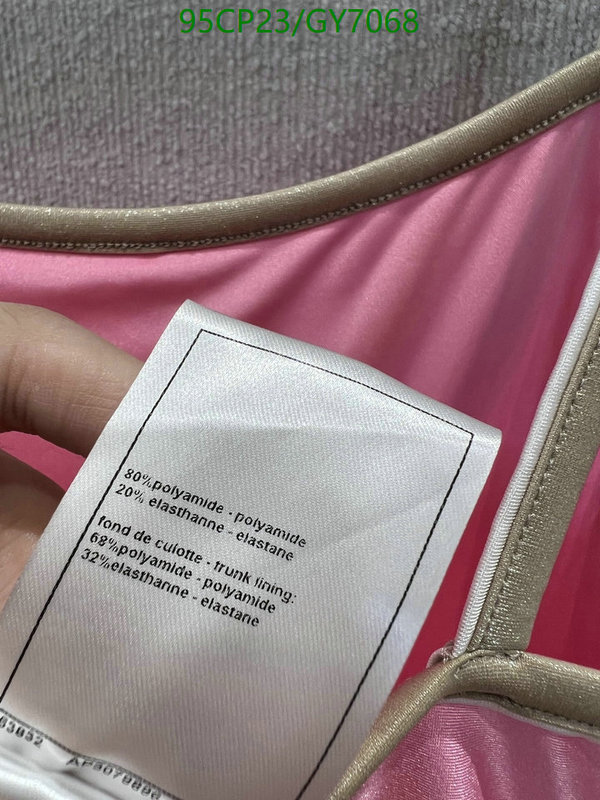 95CP23/GY7068
80%polyamide - polyamide
20% elasthanne - elastane
fond de culotte - trunk lining:
68%polyamide - polyamide
32%elasthanne - elastane